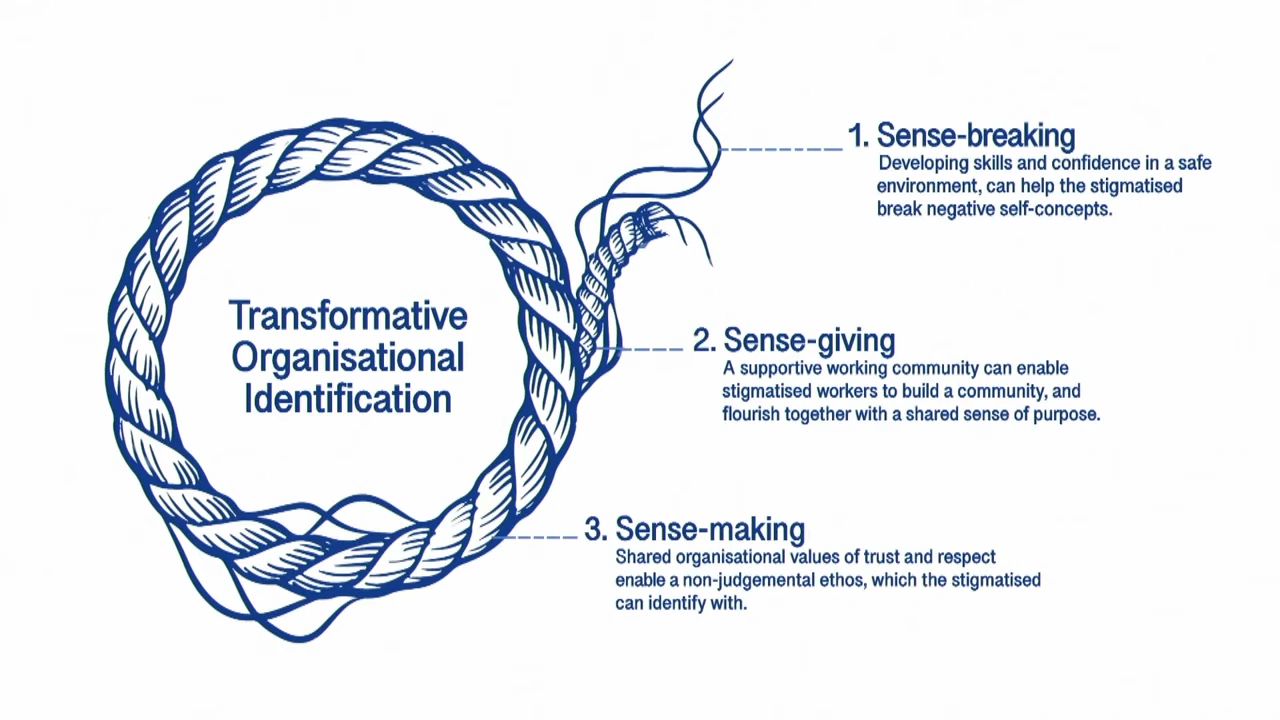 Transformative
Organisational
Identification
1. Sense-breaking
Developing skills and confidence in a safe
environment, can help the stigmatised
break negative self-concepts.
2. Sense-giving
A supportive working community can enable
stigmatised workers to build a community, and
flourish together with a shared sense of purpose.
3. Sense-making
Shared organisational values of trust and respect
enable a non-judgemental ethos, which the stigmatised
can identify with.